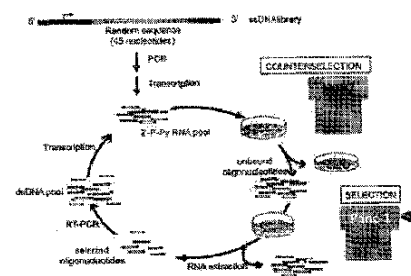 5' 3' ssDNA library
Random sequence
(45 nucleotides)
PCR
Transcription
COUNTERSELECTION
2'-F-Py RNA pool
Transcription
unbound
oligonucleotides
dsDNA pool
SELECTION
RT-PCR
selected
oligonucleotides
RNA extraction